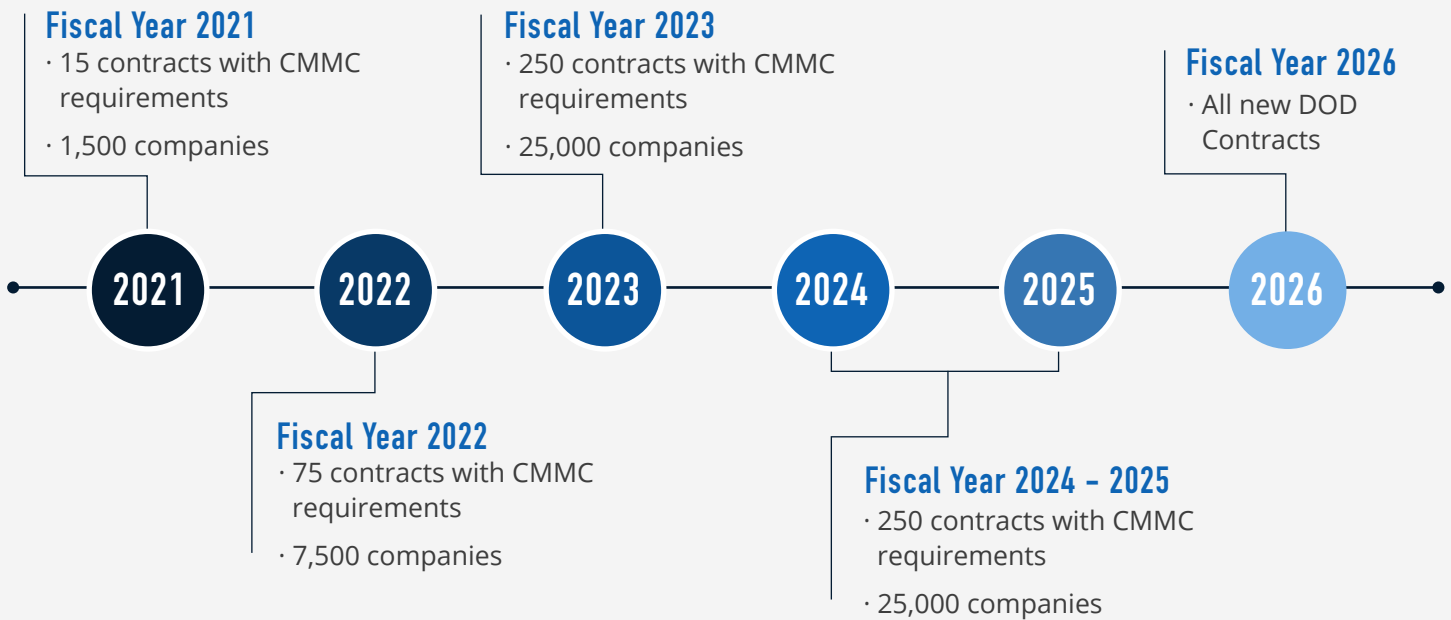 Fiscal Year 2021
· 15 contracts with CMMC
requirements
· 1,500 companies
Fiscal Year 2023
· 250 contracts with CMMC
requirements
· 25,000 companies
Fiscal Year 2026
· All new DOD
Contracts
2021
2022
2023
2024
2025
2026
Fiscal Year 2022
· 75 contracts with CMMC
requirements
· 7,500 companies
Fiscal Year 2024 – 2025
· 250 contracts with CMMC
requirements
· 25,000 companies